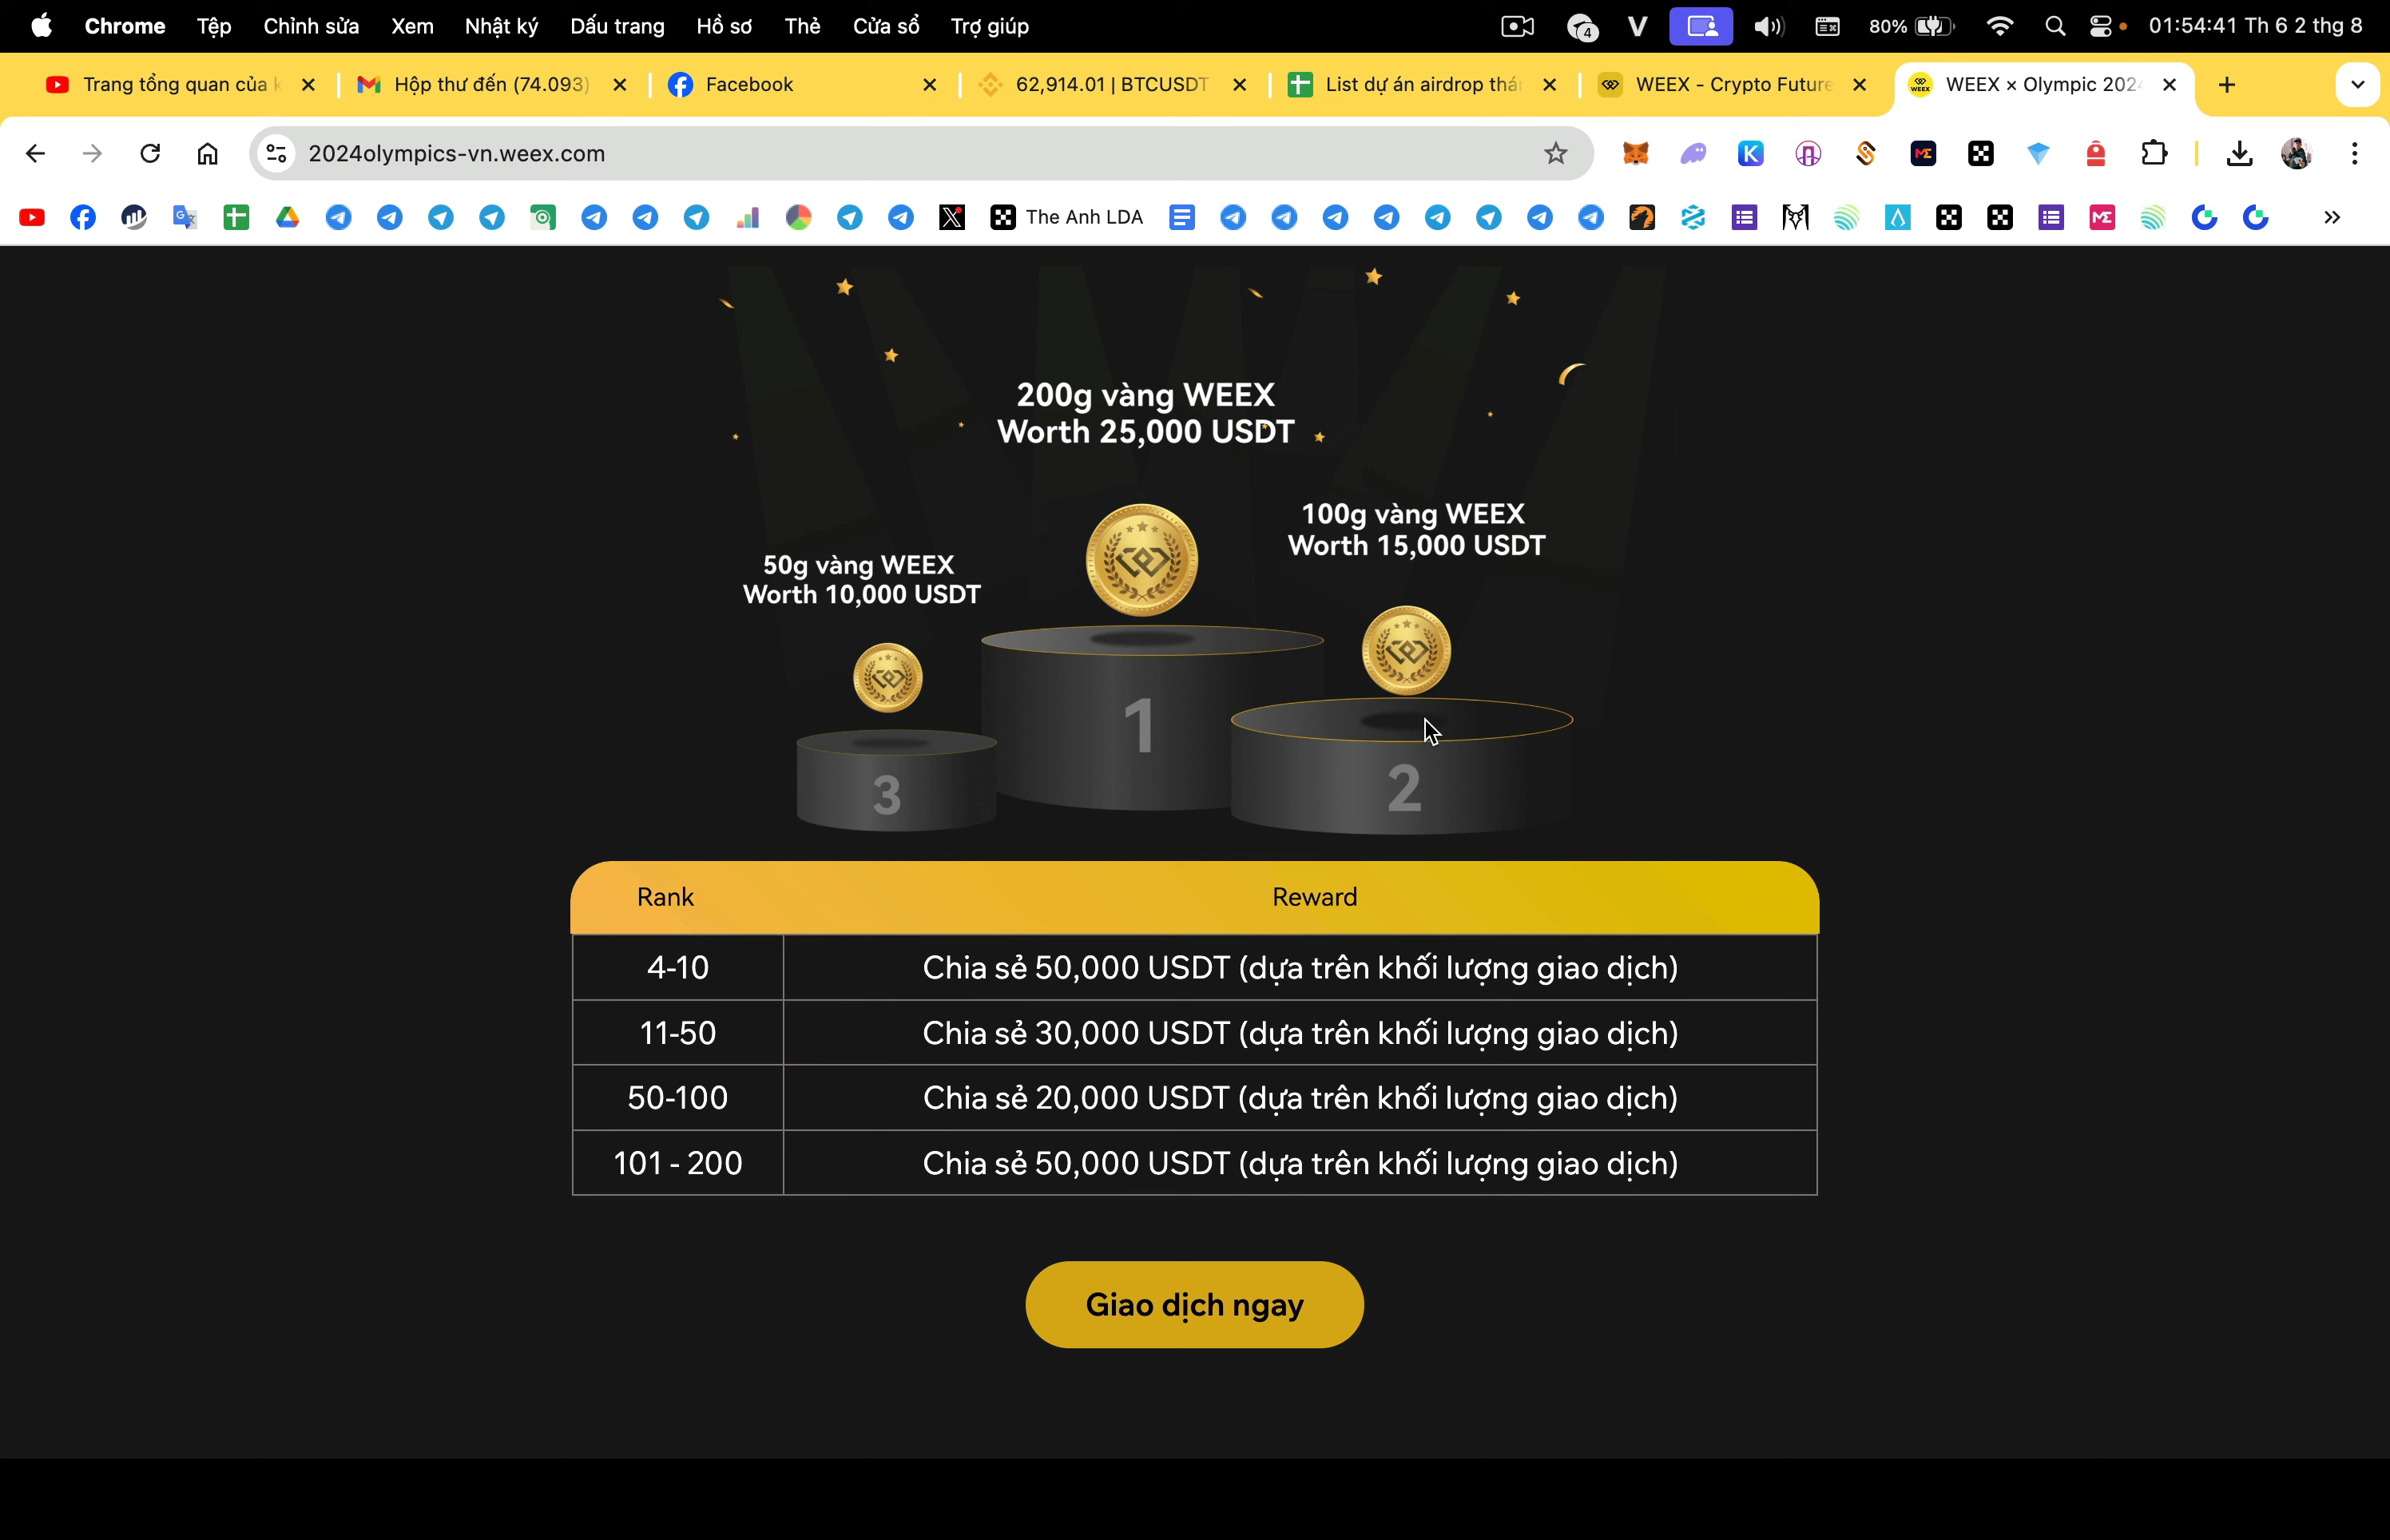 Chrome Tệp Chỉnh sửa Xem Nhật ký Dấu trang Hồ sơ Thẻ Cửa sổ Trợ giúp 4 80% 01:54:41 Th 6 2 thg 8
Trang tổng quan của k Hộp thư đến (74.093) Facebook 62,914.01 | BTCUSDT List dự án airdrop thá WEEX - Crypto Future WEEX × Olympic 202
2024olympics-vn.weex.com
The Anh LDA
200g vàng WEEX
Worth 25,000 USDT
100g vàng WEEX
Worth 15,000 USDT
50g vàng WEEX
Worth 10,000 USDT
1
2
3
Rank Reward
4-10 Chia sẻ 50,000 USDT (dựa trên khối lượng giao dịch)
11-50 Chia sẻ 30,000 USDT (dựa trên khối lượng giao dịch)
50-100 Chia sẻ 20,000 USDT (dựa trên khối lượng giao dịch)
101 - 200 Chia sẻ 50,000 USDT (dựa trên khối lượng giao dịch)
Giao dịch ngay